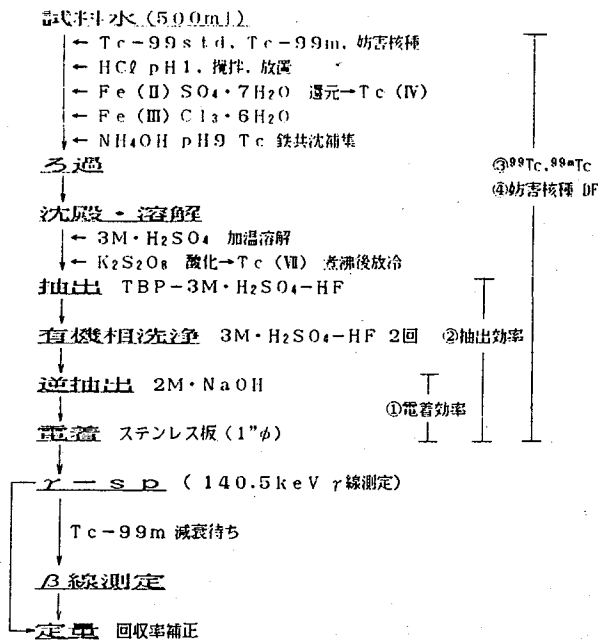 試料水(500ml)
← Tc-99std, Tc-99m, 妨害核種
← HCℓ pH1, 撹拌, 放置
← Fe(Ⅱ)SO₄・7H₂O 還元→Tc(Ⅳ)
← Fe(Ⅲ)Cl₃・6H₂O
← NH₄OH pH9 Tc 鉄共沈補集
ろ過
③⁹⁹Tc,⁹⁹ᵐTc
④妨害核種 DF
沈殿・溶解
← 3M・H₂SO₄ 加温溶解
← K₂S₂O₈ 酸化→Tc(Ⅶ) 煮沸後放冷
抽出 TBP-3M・H₂SO₄-HF
有機相洗浄 3M・H₂SO₄-HF 2回 ②抽出効率
逆抽出 2M・NaOH
①電着効率
電着 ステンレス板(1"φ)
γ-sp (140.5keV γ線測定)
Tc-99m 減衰待ち
β線測定
定量 回収率補正